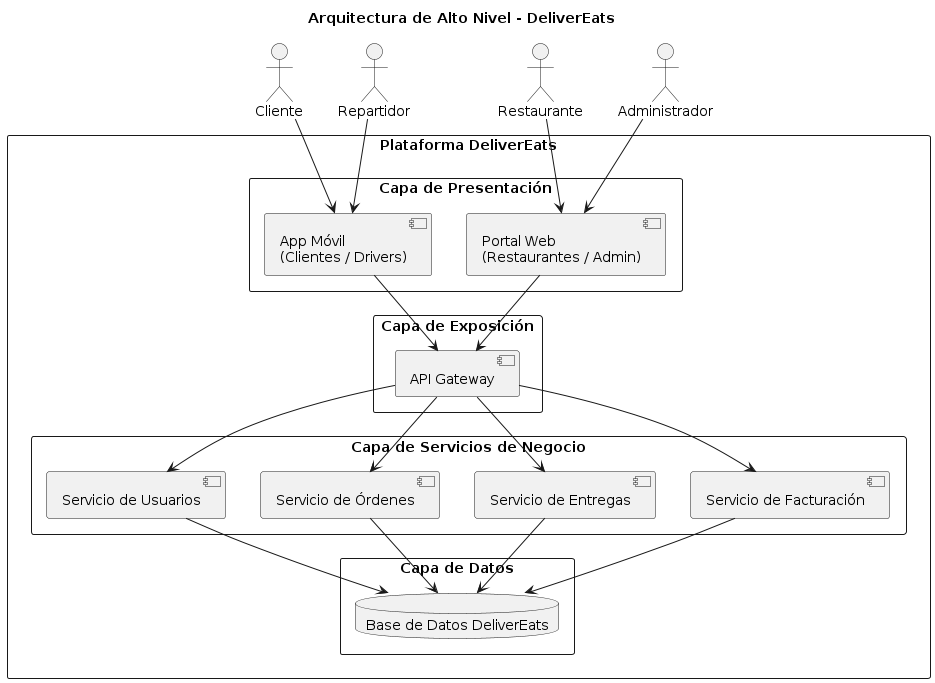 Arquitectura de Alto Nivel - DeliverEats
Cliente
Repartidor
Restaurante
Administrador
Plataforma DeliverEats
Capa de Presentación
App Móvil
(Clientes / Drivers)
Portal Web
(Restaurantes / Admin)
Capa de Exposición
API Gateway
Capa de Servicios de Negocio
Servicio de Usuarios
Servicio de Órdenes
Servicio de Entregas
Servicio de Facturación
Capa de Datos
Base de Datos DeliverEats